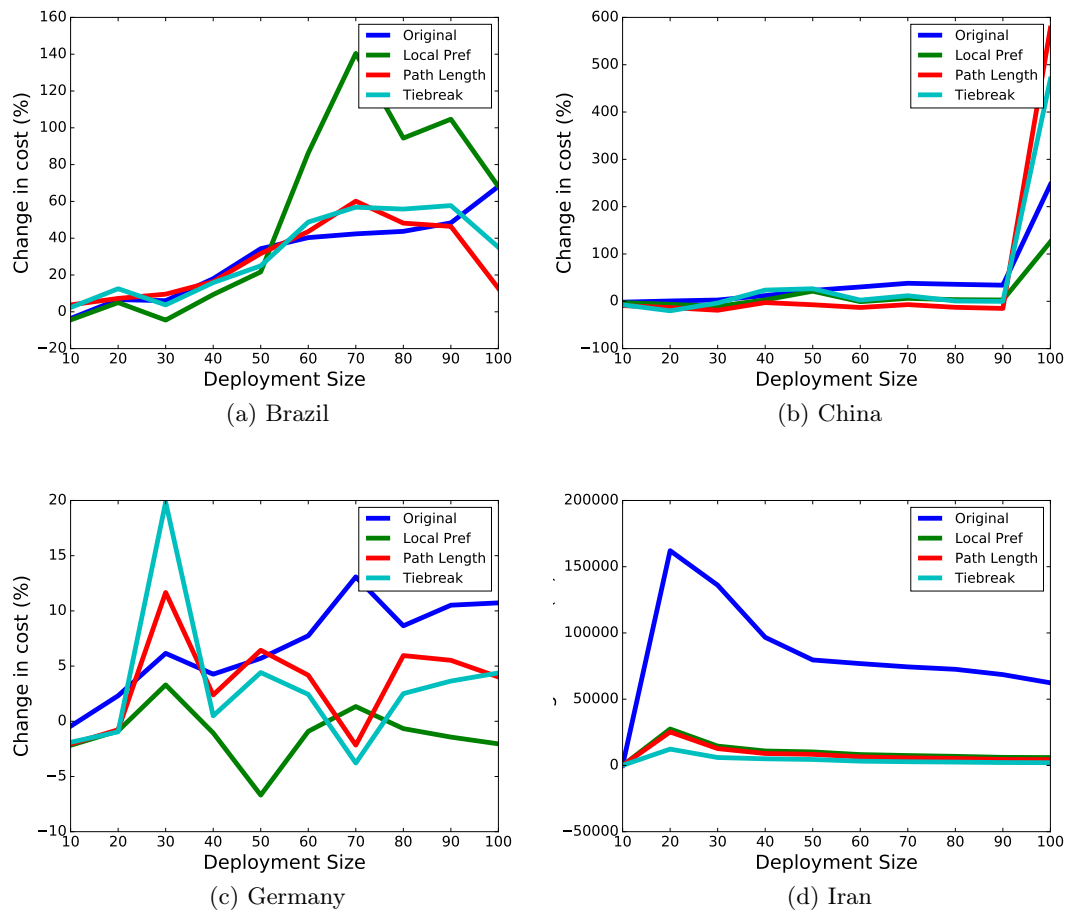 160
140
120
100
80
60
40
20
0
−20
Change in cost (%)
Original
Local Pref
Path Length
Tiebreak
10 20 30 40 50 60 70 80 90 100
Deployment Size
(a) Brazil
600
500
400
300
200
100
0
−100
Change in cost (%)
Original
Local Pref
Path Length
Tiebreak
10 20 30 40 50 60 70 80 90 100
Deployment Size
(b) China
20
15
10
5
0
−5
−10
Change in cost (%)
Original
Local Pref
Path Length
Tiebreak
10 20 30 40 50 60 70 80 90 100
Deployment Size
(c) Germany
200000
150000
100000
50000
0
−50000
Original
Local Pref
Path Length
Tiebreak
10 20 30 40 50 60 70 80 90 100
Deployment Size
(d) Iran